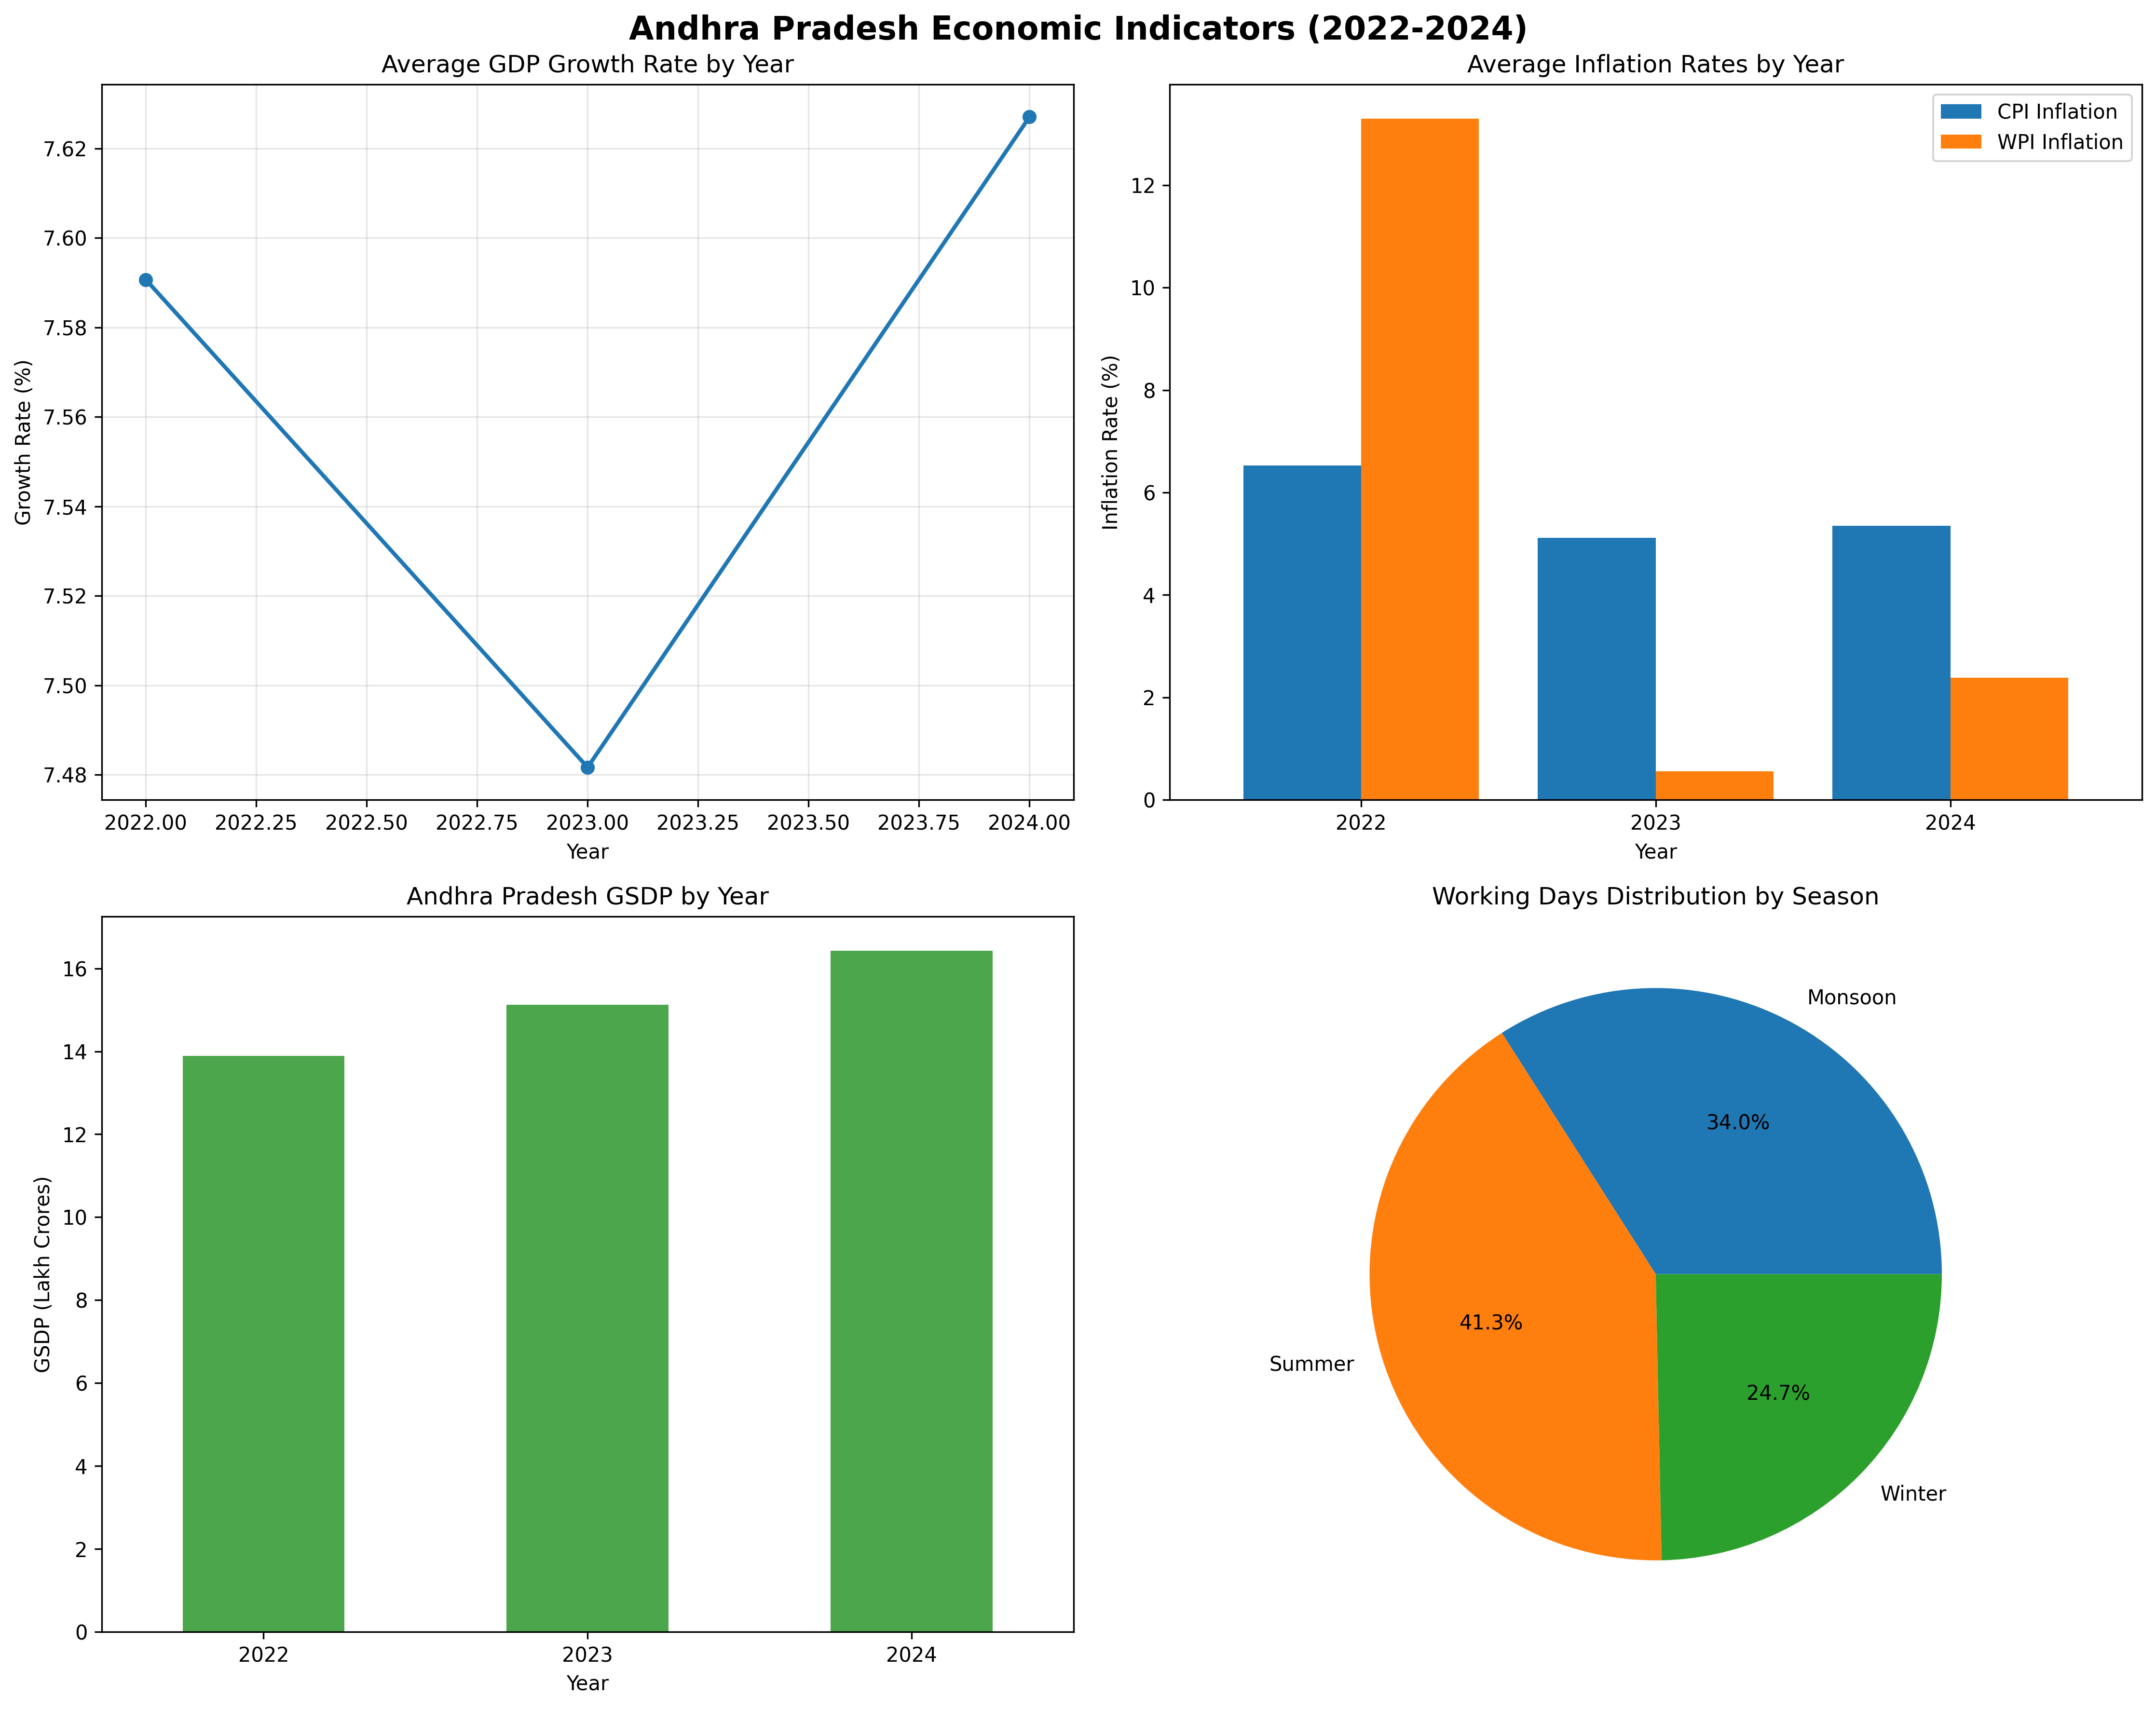 Andhra Pradesh Economic Indicators (2022-2024)
Average GDP Growth Rate by Year
7.62
7.60
7.58
7.56
7.54
7.52
7.50
7.48
Growth Rate (%)
2022.00 2022.25 2022.50 2022.75 2023.00 2023.25 2023.50 2023.75 2024.00
Year
Average Inflation Rates by Year
CPI Inflation
WPI Inflation
12
10
8
6
4
2
0
Inflation Rate (%)
2022 2023 2024
Year
Andhra Pradesh GSDP by Year
16
14
12
10
8
6
4
2
0
GSDP (Lakh Crores)
2022 2023 2024
Year
Working Days Distribution by Season
Monsoon
34.0%
41.3%
Summer
24.7%
Winter